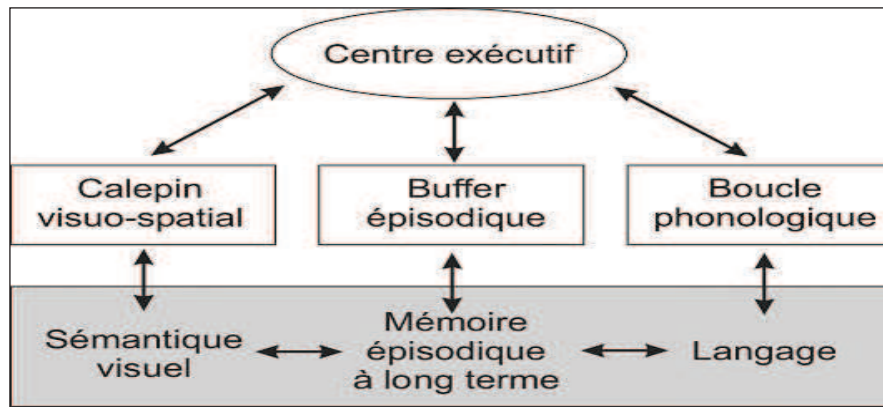 Centre exécutif
Calepin
visuo-spatial
Buffer
épisodique
Boucle
phonologique
Sémantique
visuel
Mémoire
épisodique
à long terme
Langage